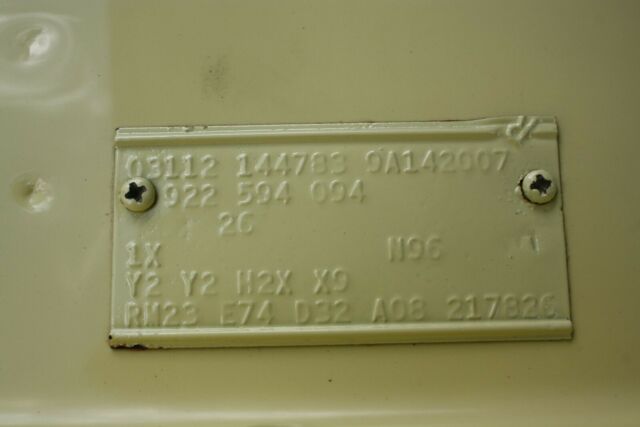 03112 144783 9A142007
922 594 094
26
1X N96
Y2 Y2 H2X X9
RM23 E74 D32 A08 217826